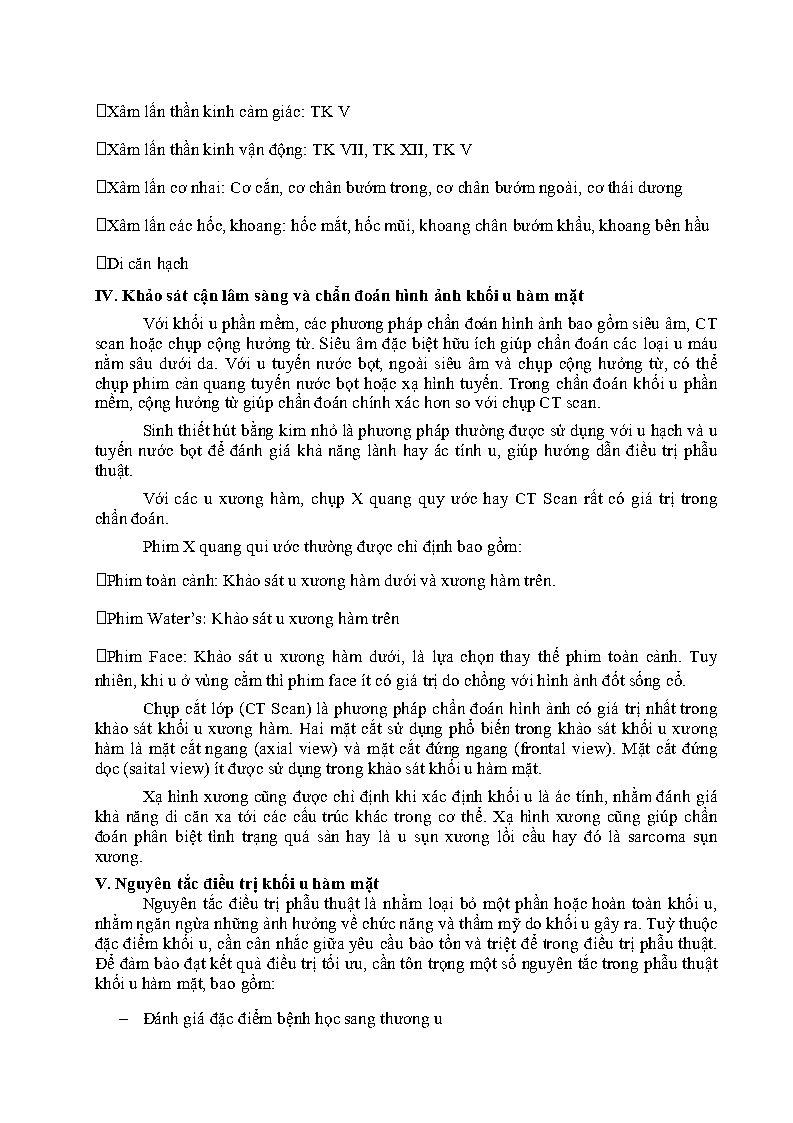 Xâm lấn thần kinh cảm giác: TK V
Xâm lấn thần kinh vận động: TK VII, TK XII, TK V
Xâm lấn cơ nhai: Cơ cắn, cơ chân bướm trong, cơ chân bướm ngoài, cơ thái dương
Xâm lấn các hốc, khoang: hốc mắt, hốc mũi, khoang chân bướm khẩu, khoang bên hầu
Di căn hạch
IV. Khảo sát cận lâm sàng và chẩn đoán hình ảnh khối u hàm mặt
Với khối u phần mềm, các phương pháp chẩn đoán hình ảnh bao gồm siêu âm, CT
scan hoặc chụp cộng hưởng từ. Siêu âm đặc biệt hữu ích giúp chẩn đoán các loại u máu
nằm sâu dưới da. Với u tuyến nước bọt, ngoài siêu âm và chụp cộng hưởng từ, có thể
chụp phim cản quang tuyến nước bọt hoặc xạ hình tuyến. Trong chẩn đoán khối u phần
mềm, cộng hưởng từ giúp chẩn đoán chính xác hơn so với chụp CT scan.
Sinh thiết hút bằng kim nhỏ là phương pháp thường được sử dụng với u hạch và u
tuyến nước bọt để đánh giá khả năng lành hay ác tính u, giúp hướng dẫn điều trị phẫu
thuật.
Với các u xương hàm, chụp X quang quy ước hay CT Scan rất có giá trị trong
chẩn đoán.
Phim X quang qui ước thường được chỉ định bao gồm:
Phim toàn cảnh: Khảo sát u xương hàm dưới và xương hàm trên.
Phim Water’s: Khảo sát u xương hàm trên
Phim Face: Khảo sát u xương hàm dưới, là lựa chọn thay thế phim toàn cảnh. Tuy
nhiên, khi u ở vùng cằm thì phim face ít có giá trị do chồng với hình ảnh đốt sống cổ.
Chụp cắt lớp (CT Scan) là phương pháp chẩn đoán hình ảnh có giá trị nhất trong
khảo sát khối u xương hàm. Hai mặt cắt sử dụng phổ biến trong khảo sát khối u xương
hàm là mặt cắt ngang (axial view) và mặt cắt đứng ngang (frontal view). Mặt cắt đứng
dọc (saital view) ít được sử dụng trong khảo sát khối u hàm mặt.
Xạ hình xương cũng được chỉ định khi xác định khối u là ác tính, nhằm đánh giá
khả năng di căn xa tới các cấu trúc khác trong cơ thể. Xạ hình xương cũng giúp chẩn
đoán phân biệt tình trạng quá sản hay là u sụn xương lồi cầu hay đó là sarcoma sụn
xương.
V. Nguyên tắc điều trị khối u hàm mặt
Nguyên tắc điều trị phẫu thuật là nhằm loại bỏ một phần hoặc hoàn toàn khối u,
nhằm ngăn ngừa những ảnh hưởng về chức năng và thẩm mỹ do khối u gây ra. Tuỳ thuộc
đặc điểm khối u, cần cân nhắc giữa yêu cầu bảo tồn và triệt để trong điều trị phẫu thuật.
Để đảm bảo đạt kết quả điều trị tối ưu, cần tôn trọng một số nguyên tắc trong phẫu thuật
khối u hàm mặt, bao gồm:
– Đánh giá đặc điểm bệnh học sang thương u